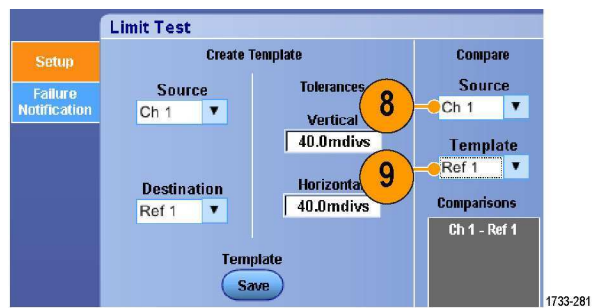 Limit Test
Setup
Failure
Notification
Create Template
Source
Ch 1
Destination
Ref 1
Tolerances
Vertical
40.0mdivs
Horizonta
40.0mdivs
Template
Save
Compare
8
Source
Ch 1
9
Template
Ref 1
Comparisons
Ch 1 - Ref 1
1733-281